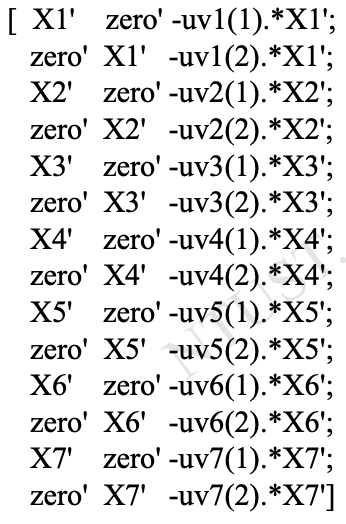 [ X1' zero' -uv1(1).*X1';
zero' X1' -uv1(2).*X1';
X2' zero' -uv2(1).*X2';
zero' X2' -uv2(2).*X2';
X3' zero' -uv3(1).*X3';
zero' X3' -uv3(2).*X3';
X4' zero' -uv4(1).*X4';
zero' X4' -uv4(2).*X4';
X5' zero' -uv5(1).*X5';
zero' X5' -uv5(2).*X5';
X6' zero' -uv6(1).*X6';
zero' X6' -uv6(2).*X6';
X7' zero' -uv7(1).*X7';
zero' X7' -uv7(2).*X7']
NTUST.